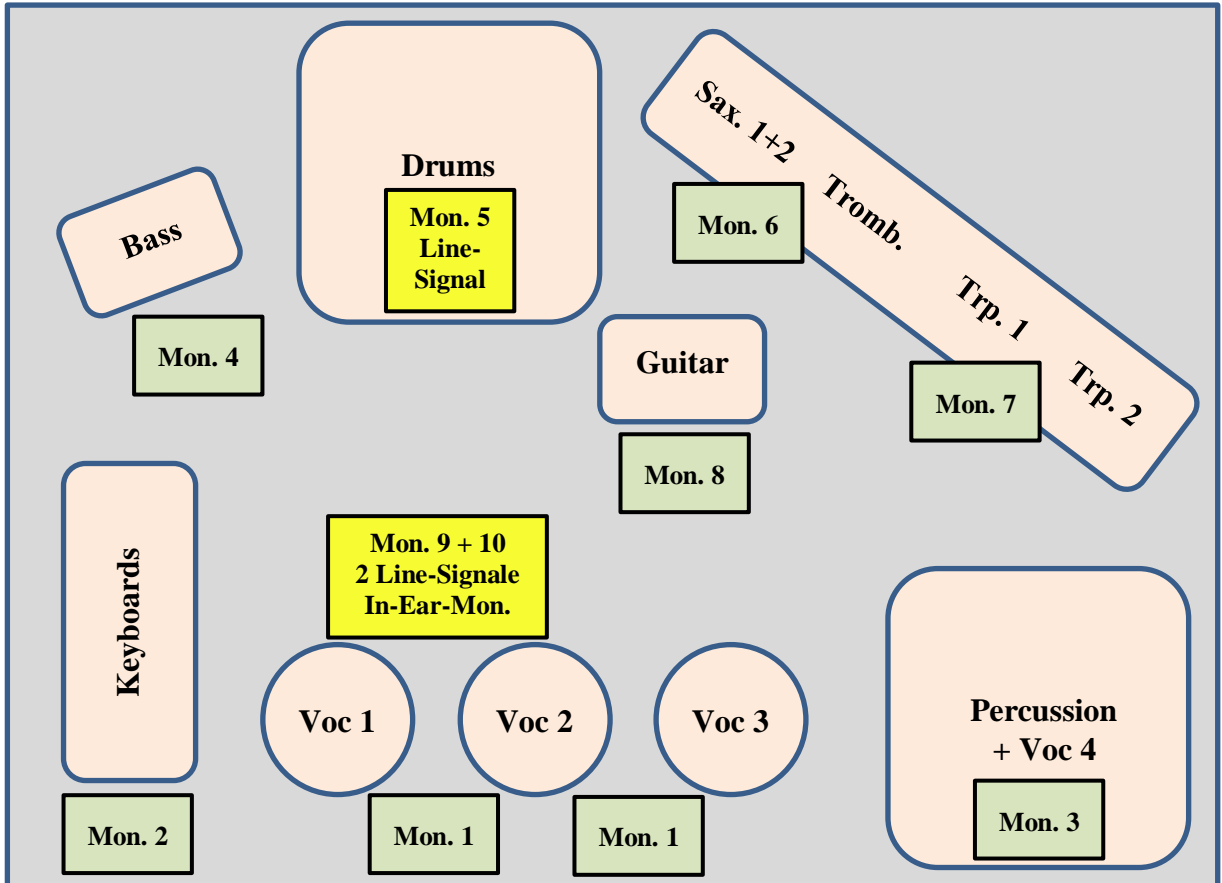 Sax. 1+2
Tromb.
Trp. 1
Trp. 2
Drums
Mon. 5
Line-
Signal
Mon. 6
Bass
Mon. 4
Guitar
Mon. 7
Mon. 8
Keyboards
Mon. 9 + 10
2 Line-Signale
In-Ear-Mon.
Voc 1
Voc 2
Voc 3
Percussion
+ Voc 4
Mon. 2
Mon. 1
Mon. 1
Mon. 3